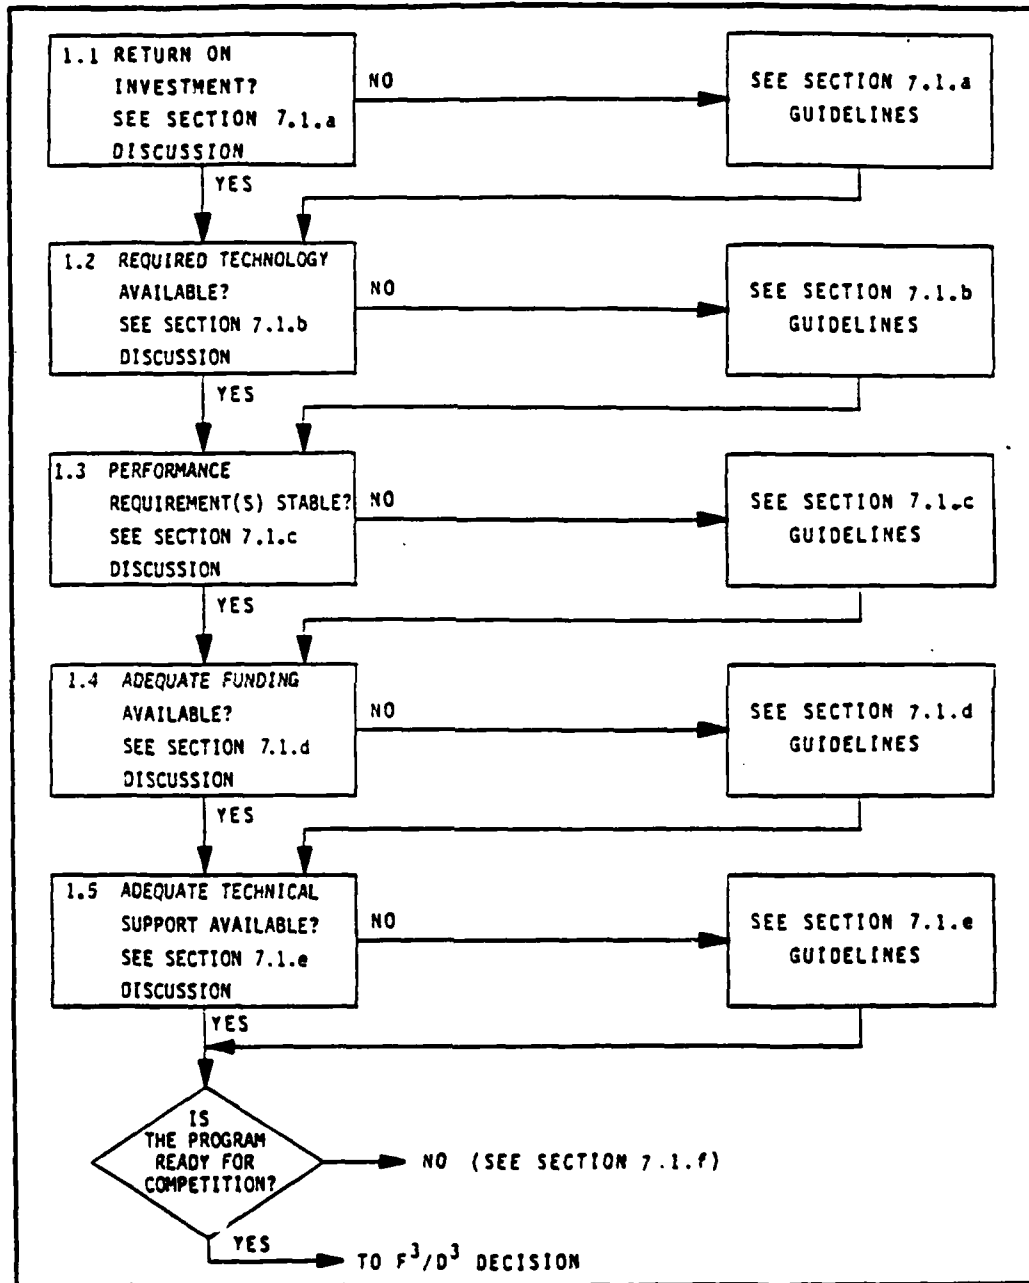 1.1 RETURN ON
INVESTMENT?
SEE SECTION 7.1.a
DISCUSSION
NO
SEE SECTION 7.1.a
GUIDELINES
YES
1.2 REQUIRED TECHNOLOGY
AVAILABLE?
SEE SECTION 7.1.b
DISCUSSION
NO
SEE SECTION 7.1.b
GUIDELINES
YES
1.3 PERFORMANCE
REQUIREMENT(S) STABLE?
SEE SECTION 7.1.c
DISCUSSION
NO
SEE SECTION 7.1.c
GUIDELINES
YES
1.4 ADEQUATE FUNDING
AVAILABLE?
SEE SECTION 7.1.d
DISCUSSION
NO
SEE SECTION 7.1.d
GUIDELINES
YES
1.5 ADEQUATE TECHNICAL
SUPPORT AVAILABLE?
SEE SECTION 7.1.e
DISCUSSION
NO
SEE SECTION 7.1.e
GUIDELINES
YES
IS
THE PROGRAM
READY FOR
COMPETITION?
NO (SEE SECTION 7.1.f)
YES
TO F³/D³ DECISION